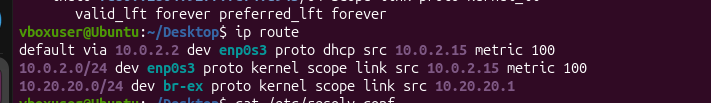 valid_lft forever preferred_lft forever
vboxuser@Ubuntu:~/Desktop$ ip route
default via 10.0.2.2 dev enp0s3 proto dhcp src 10.0.2.15 metric 100
10.0.2.0/24 dev enp0s3 proto kernel scope link src 10.0.2.15 metric 100
10.20.20.0/24 dev br-ex proto kernel scope link src 10.20.20.1
vboxuser@Ubuntu:~/Desktop$ cat /etc/resolv.conf